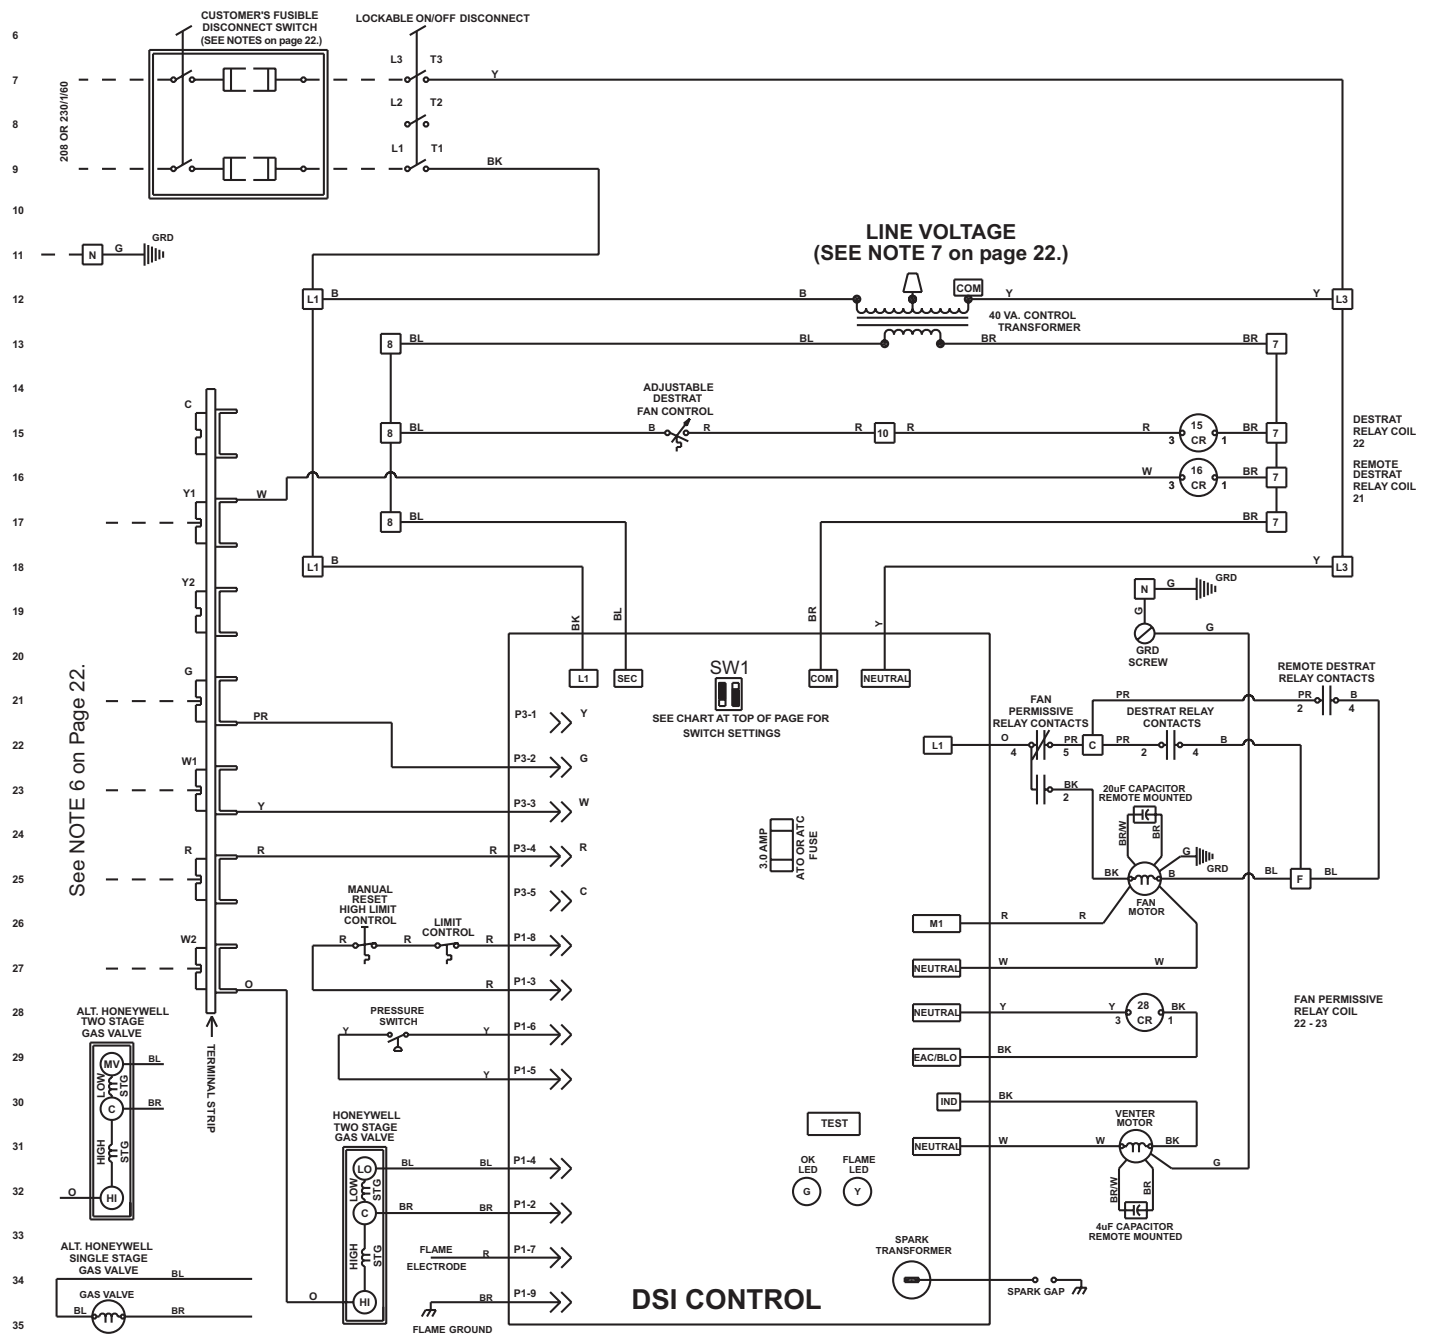 CUSTOMER'S FUSIBLE
DISCONNECT SWITCH
(SEE NOTES on page 22.)
LOCKABLE ON/OFF DISCONNECT
6
L3 T3
7
Y
208 OR 230/1/60
L2 T2
8
L1 T1
9
BK
10
LINE VOLTAGE
(SEE NOTE 7 on page 22.)
11
N G GRD
COM
12
L1 B B Y Y L3
40 VA. CONTROL
TRANSFORMER
13
8 BL BL BR BR 7
14
ADJUSTABLE
DESTRAT
FAN CONTROL
C
15
8 BL B R R 10 R R 3 15 CR 1 BR 7
DESTRAT
RELAY COIL
22
16
W 3 16 CR 1 BR 7
REMOTE
DESTRAT
RELAY COIL
21
Y1 W
17
8 BL BR 7
18
L1 B Y L3
Y2
19
BK BL BR Y
N G GRD
G
GRD
SCREW
G
20
See NOTE 6 on Page 22.
G
L1 SEC
SW1
COM NEUTRAL
SEE CHART AT TOP OF PAGE FOR
SWITCH SETTINGS
REMOTE DESTRAT
RELAY CONTACTS
21
PR
P3-1 Y
FAN
PERMISSIVE
RELAY CONTACTS
PR PR 2 B 4
DESTRAT RELAY
CONTACTS
22
L1 O 4 PR 5 C PR 2 4 B
W1
P3-2 G
23
BK 2
20uF CAPACITOR
REMOTE MOUNTED
Y P3-3 W
24
3.0 AMP
ATO OR ATC
FUSE
BR/W BR
R R R P3-4 R
G GRD
25
P3-5 C
BK B BL F BL
FAN
MOTOR
MANUAL
RESET
HIGH LIMIT
CONTROL
LIMIT
CONTROL
26
M1 R R
W2
R R R P1-8
27
NEUTRAL W W
O
R P1-3
28
ALT. HONEYWELL
TWO STAGE
GAS VALVE
PRESSURE
SWITCH
NEUTRAL Y Y 3 28 CR 1 BK
FAN PERMISSIVE
RELAY COIL
22 - 23
Y Y P1-6
29
MV BL
LOW STG
TERMINAL STRIP
Y P1-5
EAC/BLO BK
30
C BR
HONEYWELL
TWO STAGE
GAS VALVE
IND BK
TEST
VENTER
MOTOR
31
HIGH STG
NEUTRAL W W BK
G
LO BL BL P1-4
OK
LED
FLAME
LED
32
O HI
LOW STG
G Y
BR/W BR
C BR BR P1-2
4uF CAPACITOR
REMOTE MOUNTED
33
ALT. HONEYWELL
SINGLE STAGE
GAS VALVE
HIGH STG
FLAME
ELECTRODE
R P1-7
SPARK
TRANSFORMER
34
BL
GAS VALVE
SPARK GAP
O HI
BR P1-9
DSI CONTROL
BL BR
FLAME GROUND
35